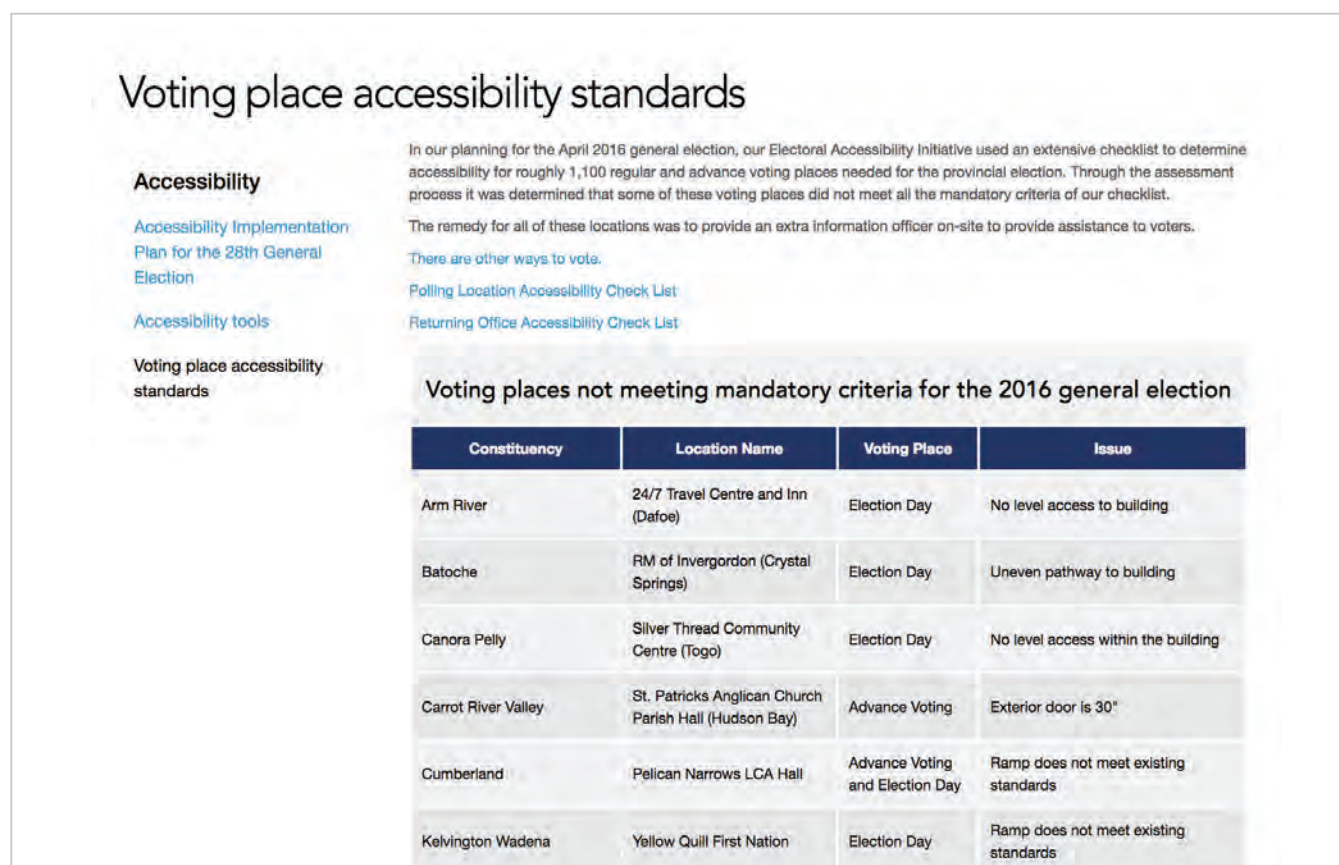 Voting place accessibility standards
Accessibility
Accessibility Implementation
Plan for the 28th General
Election
Accessibility tools
Voting place accessibility
standards
In our planning for the April 2016 general election, our Electoral Accessibility Initiative used an extensive checklist to determine
accessibility for roughly 1,100 regular and advance voting places needed for the provincial election. Through the assessment
process it was determined that some of these voting places did not meet all the mandatory criteria of our checklist.
The remedy for all of these locations was to provide an extra information officer on-site to provide assistance to voters.
There are other ways to vote.
Polling Location Accessibility Check List
Returning Office Accessibility Check List
Voting places not meeting mandatory criteria for the 2016 general election
Constituency Location Name Voting Place Issue
Arm River 24/7 Travel Centre and Inn Election Day No level access to building
(Dafoe)
Batoche RM of Invergordon (Crystal Election Day Uneven pathway to building
Springs)
Canora Pelly Silver Thread Community Election Day No level access within the building
Centre (Togo)
Carrot River Valley St. Patricks Anglican Church Advance Voting Exterior door is 30"
Parish Hall (Hudson Bay)
Cumberland Pelican Narrows LCA Hall Advance Voting Ramp does not meet existing
and Election Day standards
Kelvington Wadena Yellow Quill First Nation Election Day Ramp does not meet existing
standards